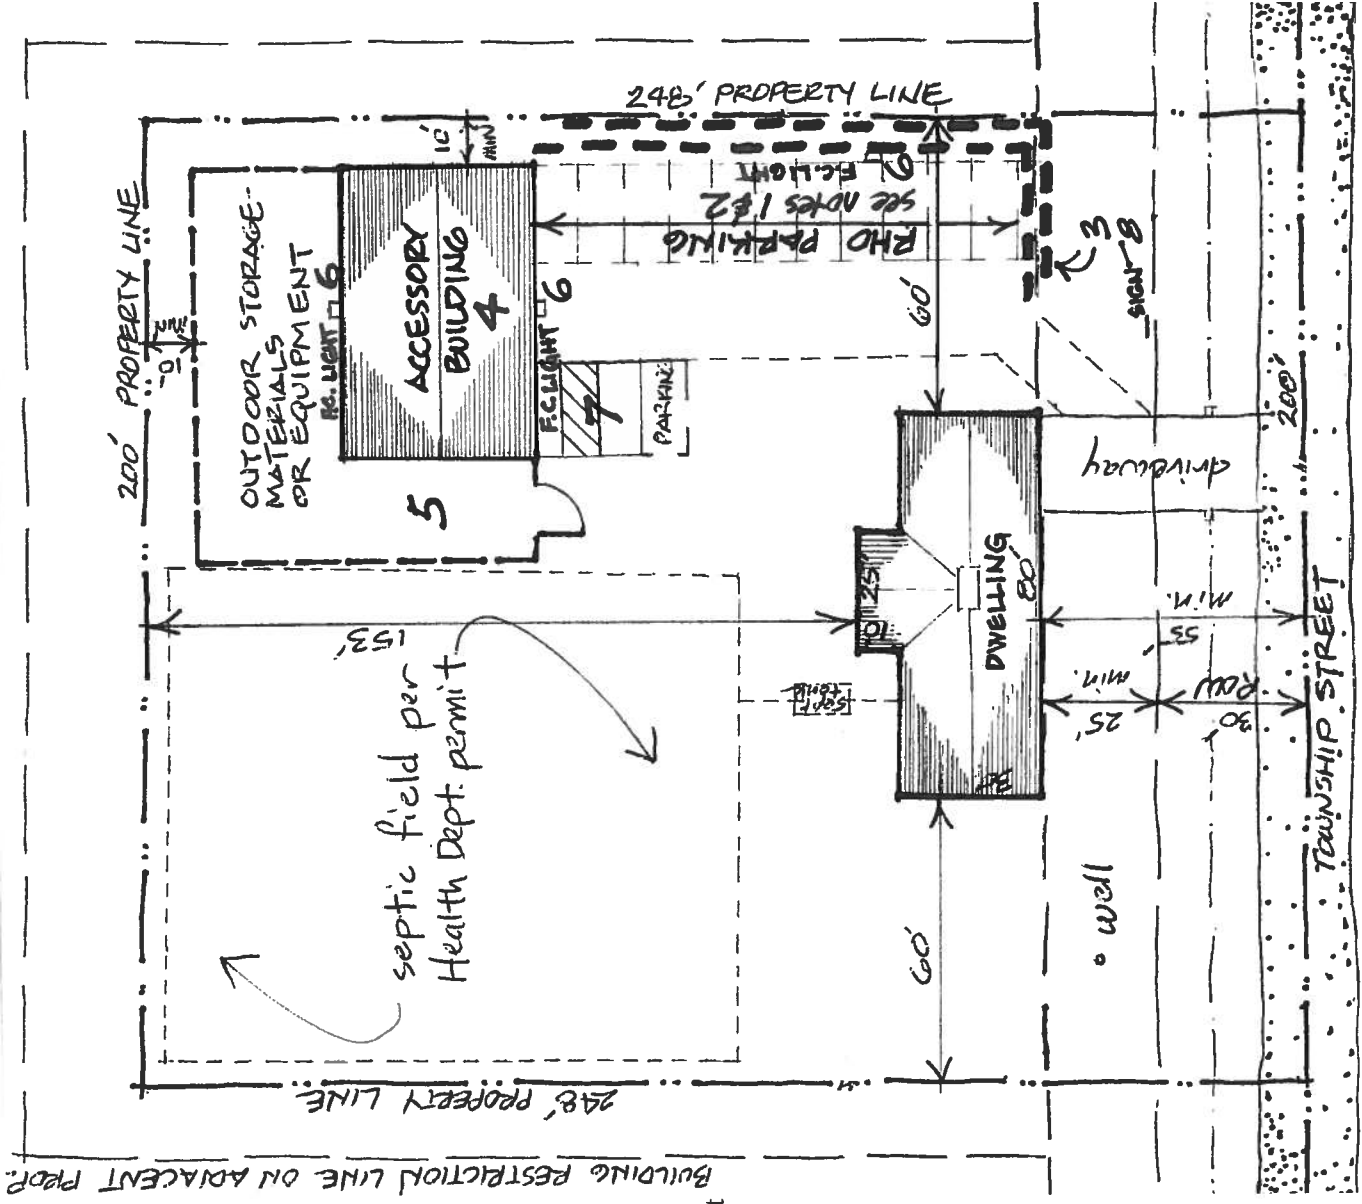 248' PROPERTY LINE
10'
MIN
200' PROPERTY LINE
10'
MIN
OUTDOOR STORAGE--
MATERIALS
OR EQUIPMENT
F.C. LIGHT 6
ACCESSORY
BUILDING
4
F.C. LIGHT 6
F.C. LIGHT
6
see notes 1 & 2
RHO PARKING
60'
3
SIGN-8
7
PARKING
5
driveway
200'
DWELLING
80'
25'
10'
153'
septic field per
Health Dept. permit
sept
tank
55'
min.
25'
min.
30'
ROW
TOWNSHIP STREET
60'
well
248' PROPERTY LINE
BUILDING RESTRICTION LINE ON ADJACENT PROP.